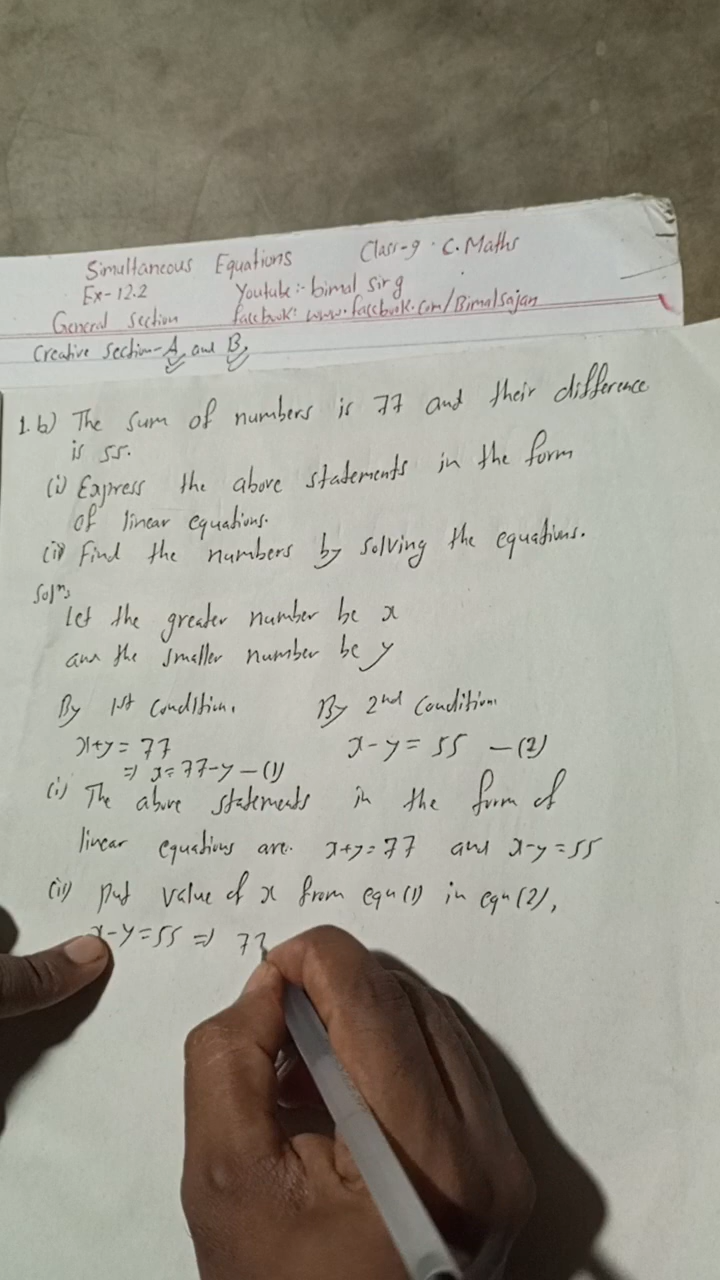 Simultaneous Equations Class-9 . C. Maths
Ex-12.2 Youtube:- bimal sir g
General Section facebook: www.facebook.com/Bimalsajan
Creative Section-A and B,
1. b) The sum of numbers is 77 and their difference
is 55.
(i) Express the above statements in the form
of linear equations.
(ii) Find the numbers by solving the equations.
Solⁿ:
Let the greater number be x
and the smaller number be y
By 1st Condition. By 2nd Condition
x+y = 77 x-y = 55 —(2)
⇒ x=77-y —(1)
(i) The above statements in the form of
linear equations are. x+y=77 and x-y=55
(ii) Put value of x from eqn(1) in eqn(2),
x-y=55 ⇒ 77